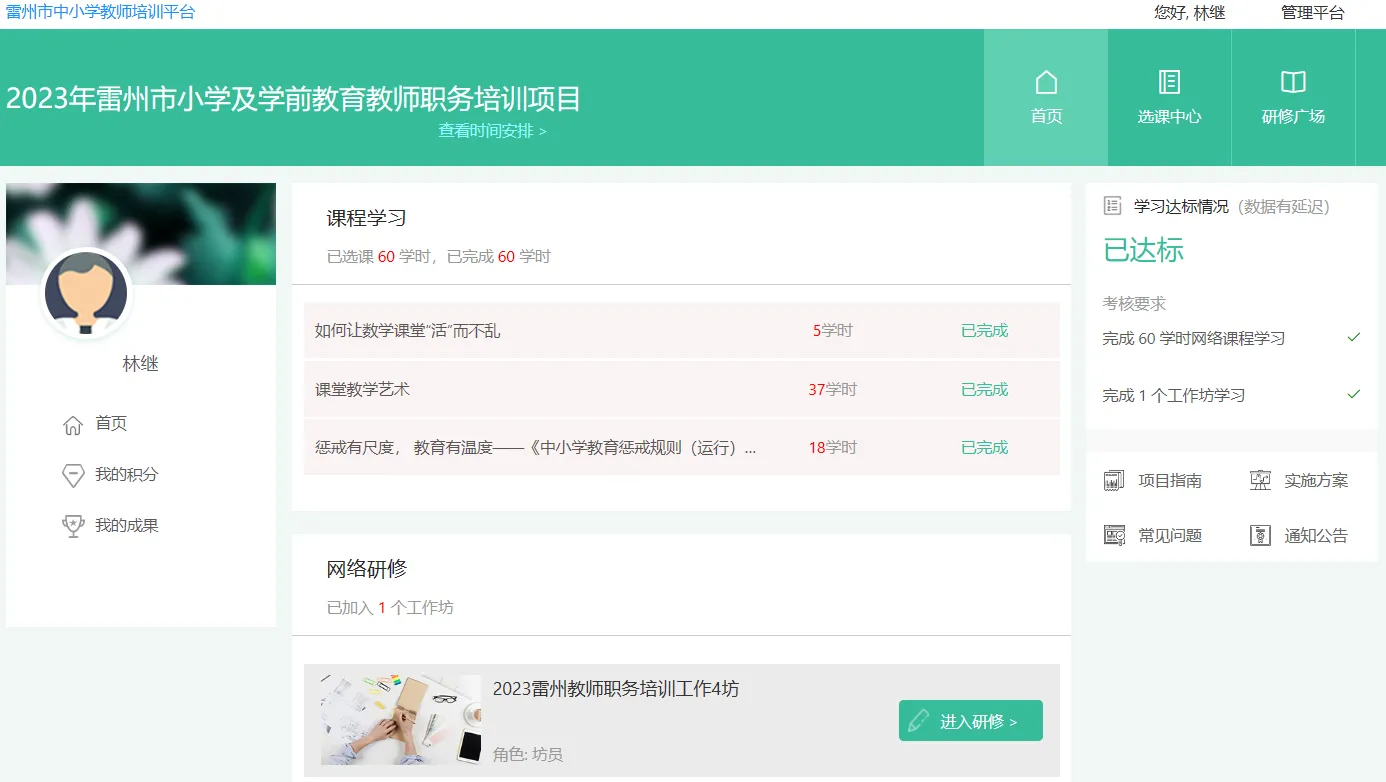 雷州市中小学教师培训平台
您好, 林继 管理平台
2023年雷州市小学及学前教育教师职务培训项目
查看时间安排 >
首页
选课中心
研修广场
林继
首页
我的积分
我的成果
课程学习
已选课 60 学时，已完成 60 学时
如何让数学课堂“活”而不乱 5学时 已完成
课堂教学艺术 37学时 已完成
惩戒有尺度， 教育有温度——《中小学教育惩戒规则（运行）... 18学时 已完成
网络研修
已加入 1 个工作坊
2023雷州教师职务培训工作4坊
角色: 坊员
进入研修 >
学习达标情况（数据有延迟）
已达标
考核要求
完成 60 学时网络课程学习
完成 1 个工作坊学习
项目指南 实施方案
常见问题 通知公告